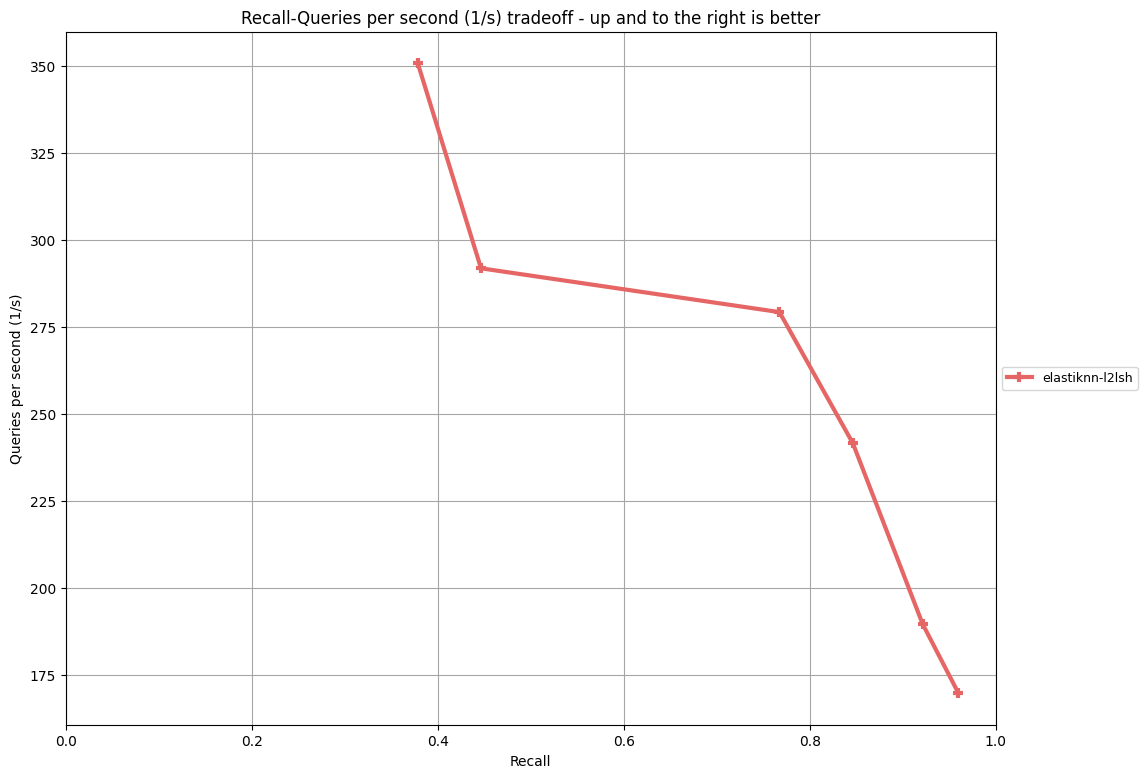 Recall-Queries per second (1/s) tradeoff - up and to the right is better
350
325
300
275
250
225
200
175
Queries per second (1/s)
0.0 0.2 0.4 0.6 0.8 1.0
Recall
elastiknn-l2lsh